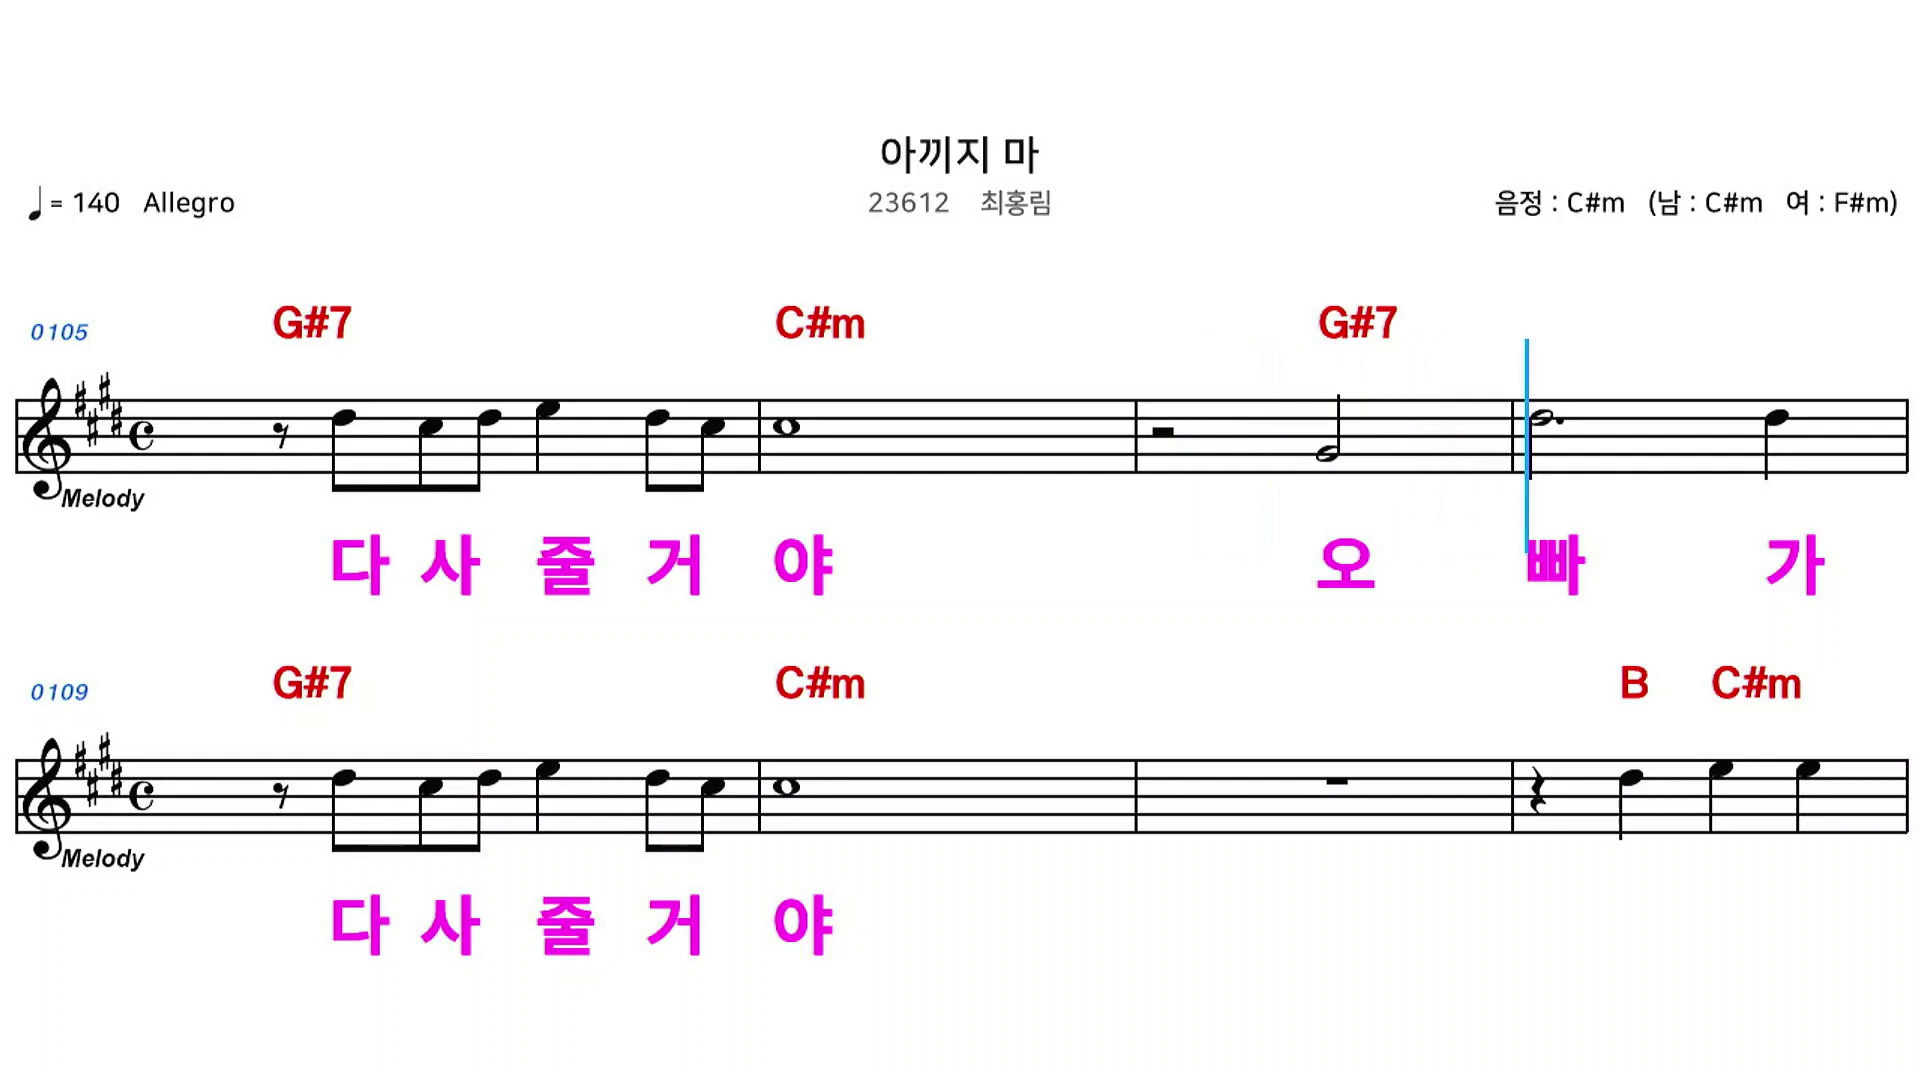 아끼지 마
♩= 140 Allegro 23612 최홍림 음정 : C#m (남 : C#m 여 : F#m)
0105 G#7 C#m G#7
Melody
다 사 줄 거 야 오 빠 가
0109 G#7 C#m B C#m
Melody
다 사 줄 거 야